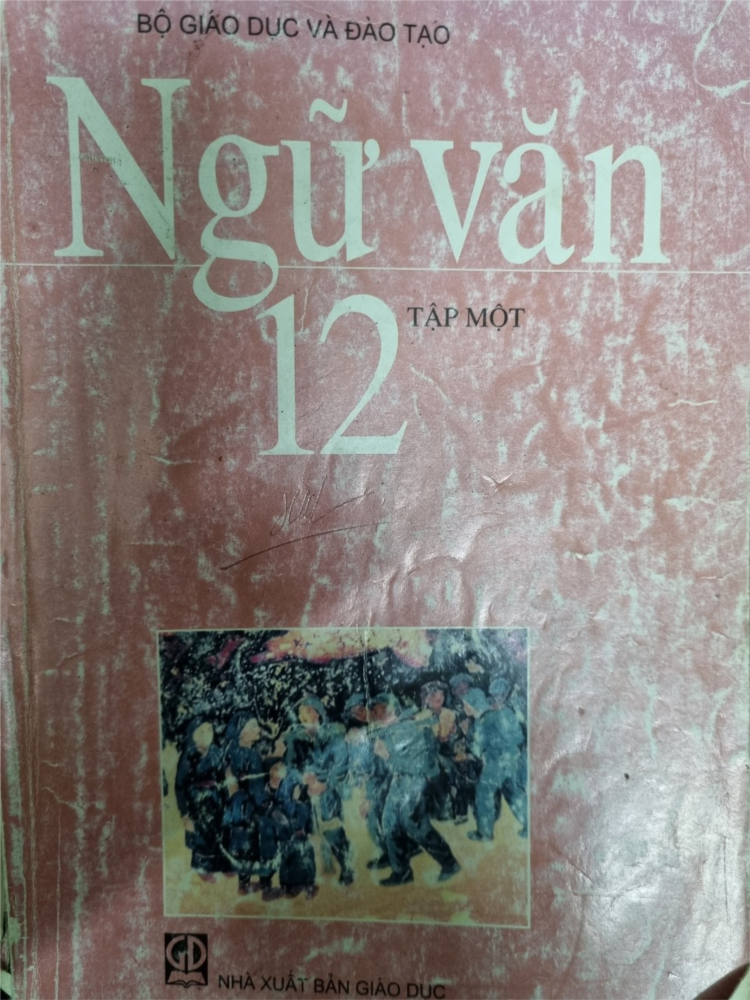 BỘ GIÁO DỤC VÀ ĐÀO TẠO
Ngữ văn
12
TẬP MỘT
GD
NHÀ XUẤT BẢN GIÁO DỤC